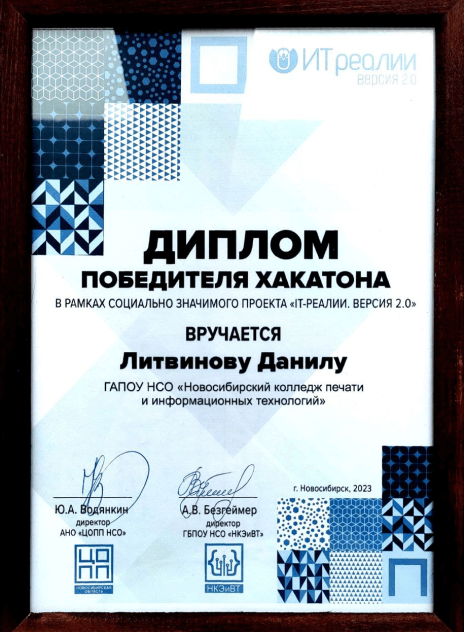 ИТ реалии
ВЕРСИЯ 2.0
ДИПЛОМ
ПОБЕДИТЕЛЯ ХАКАТОНА
В РАМКАХ СОЦИАЛЬНО ЗНАЧИМОГО ПРОЕКТА «IT-РЕАЛИИ. ВЕРСИЯ 2.0»
ВРУЧАЕТСЯ
Литвинову Данилу
ГАПОУ НСО «Новосибирский колледж печати
и информационных технологий»
г. Новосибирск, 2023
Ю.А. Водянкин
директор
АНО «ЦОПП НСО»
ЦОПП
НОВОСИБИРСКАЯ
ОБЛАСТЬ
А.В. Безгеймер
директор
ГБПОУ НСО «НКЭиВТ»
НКЭиВТ